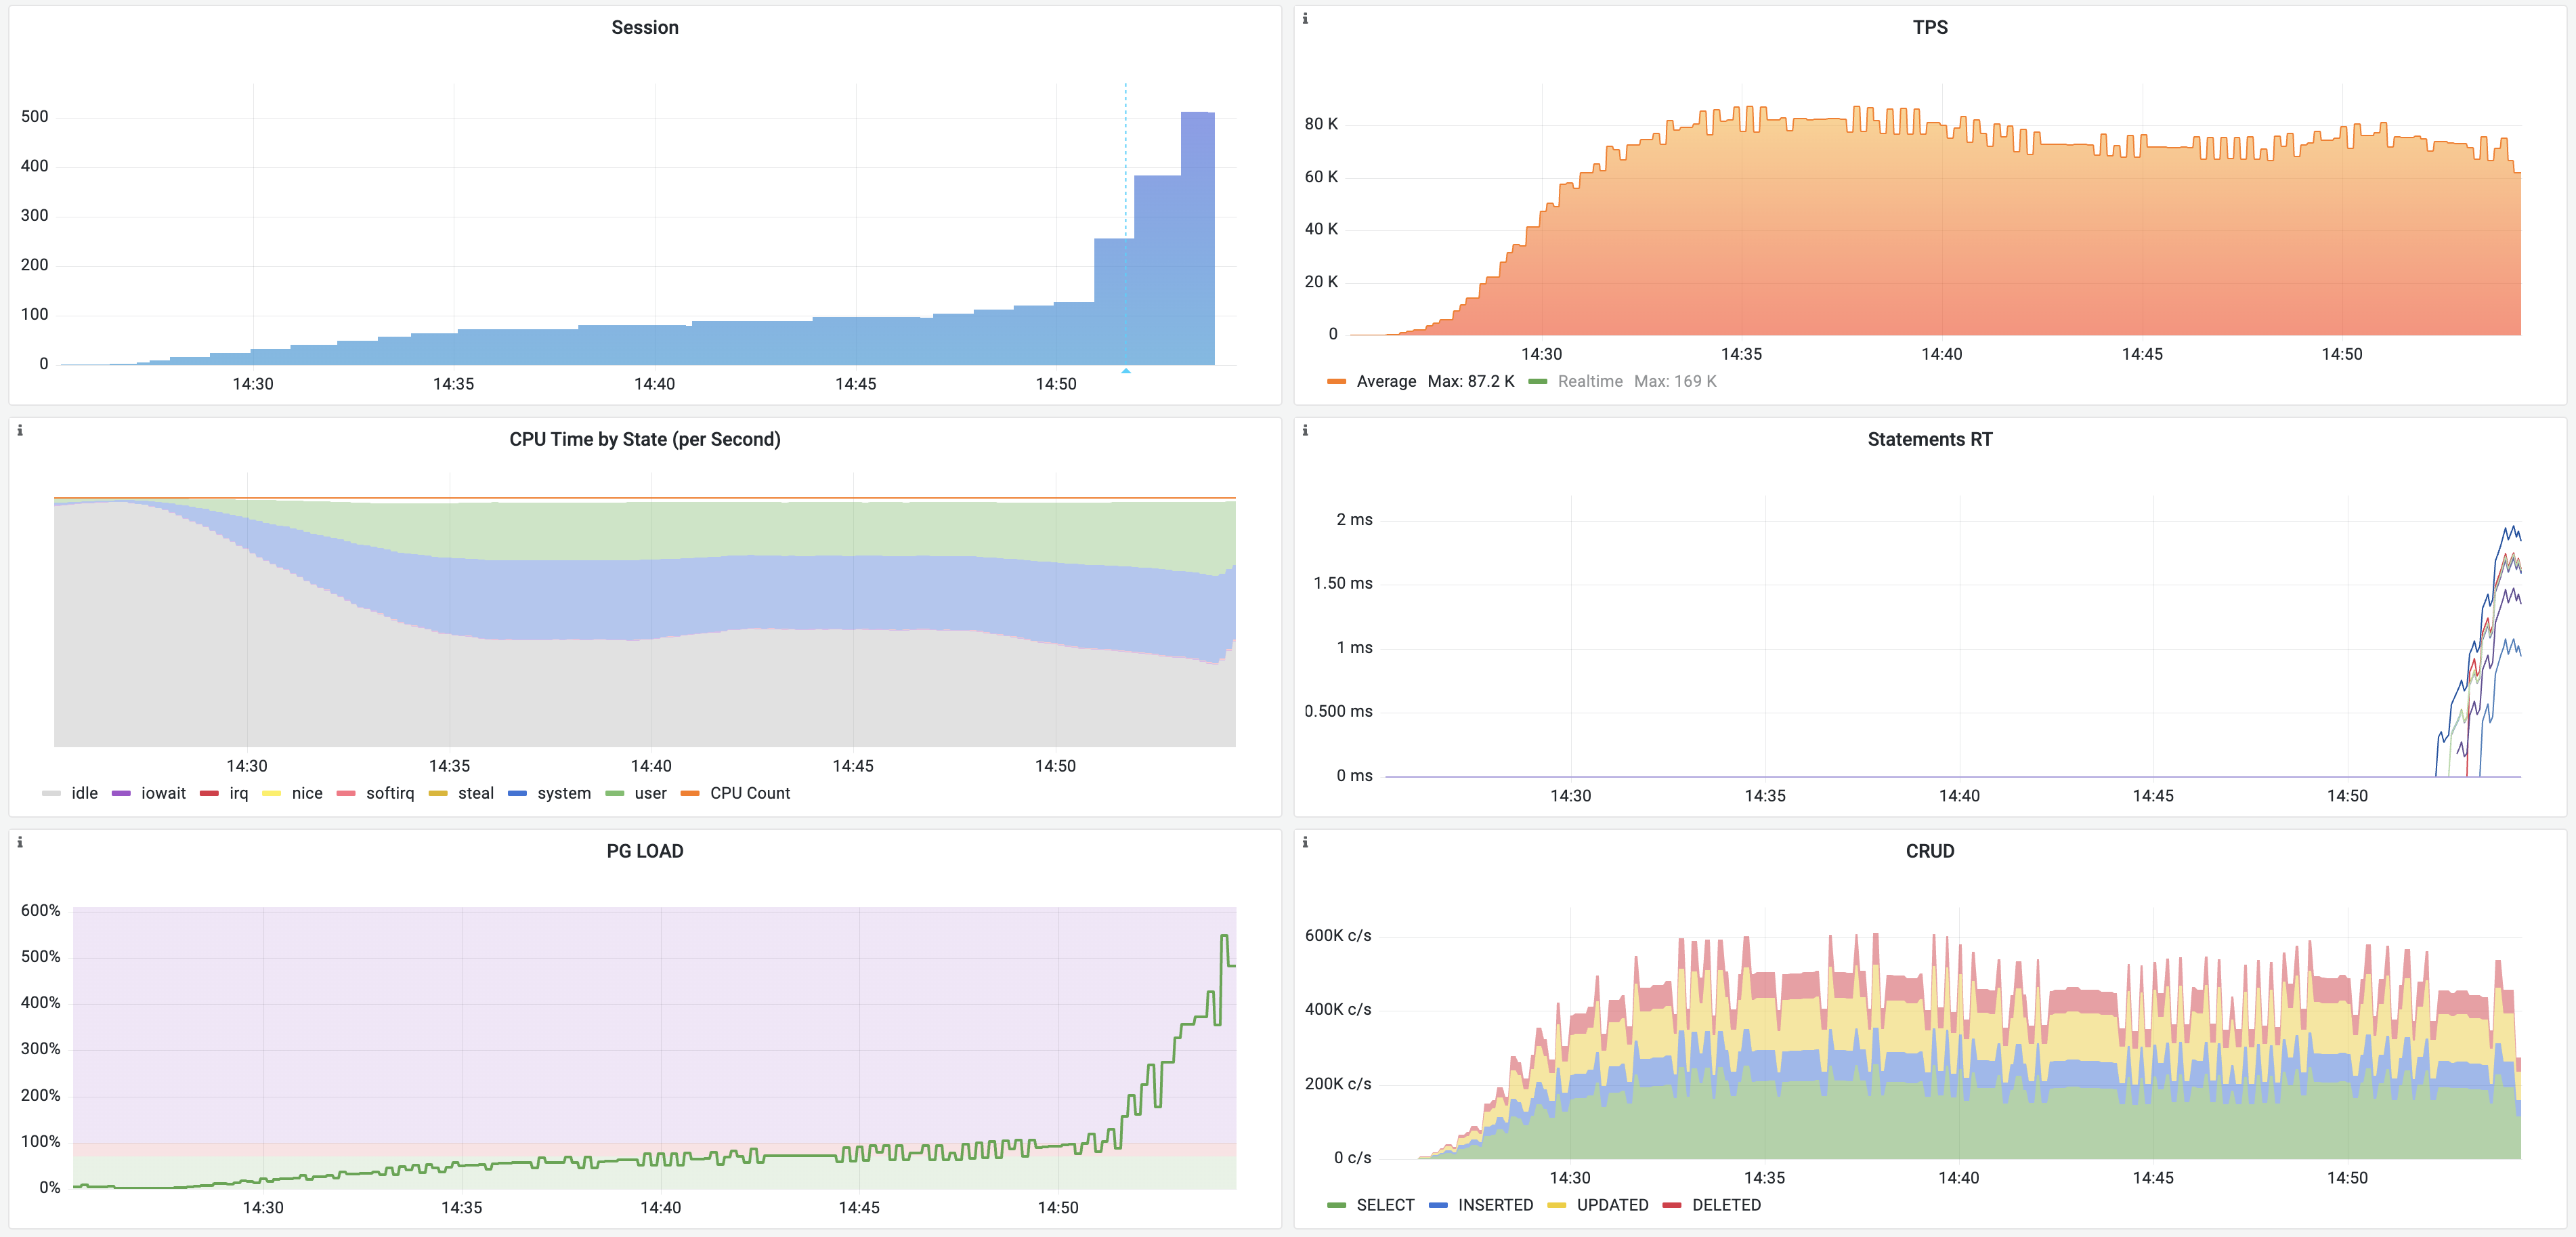 Session
500
400
300
200
100
0
14:30 14:35 14:40 14:45 14:50
i
TPS
80 K
60 K
40 K
20 K
0
14:30 14:35 14:40 14:45 14:50
Average Max: 87.2 K Realtime Max: 169 K
i
CPU Time by State (per Second)
14:30 14:35 14:40 14:45 14:50
idle iowait irq nice softirq steal system user CPU Count
i
Statements RT
2 ms
1.50 ms
1 ms
0.500 ms
0 ms
14:30 14:35 14:40 14:45 14:50
i
PG LOAD
600%
500%
400%
300%
200%
100%
0%
14:30 14:35 14:40 14:45 14:50
i
CRUD
600K c/s
400K c/s
200K c/s
0 c/s
14:30 14:35 14:40 14:45 14:50
SELECT INSERTED UPDATED DELETED